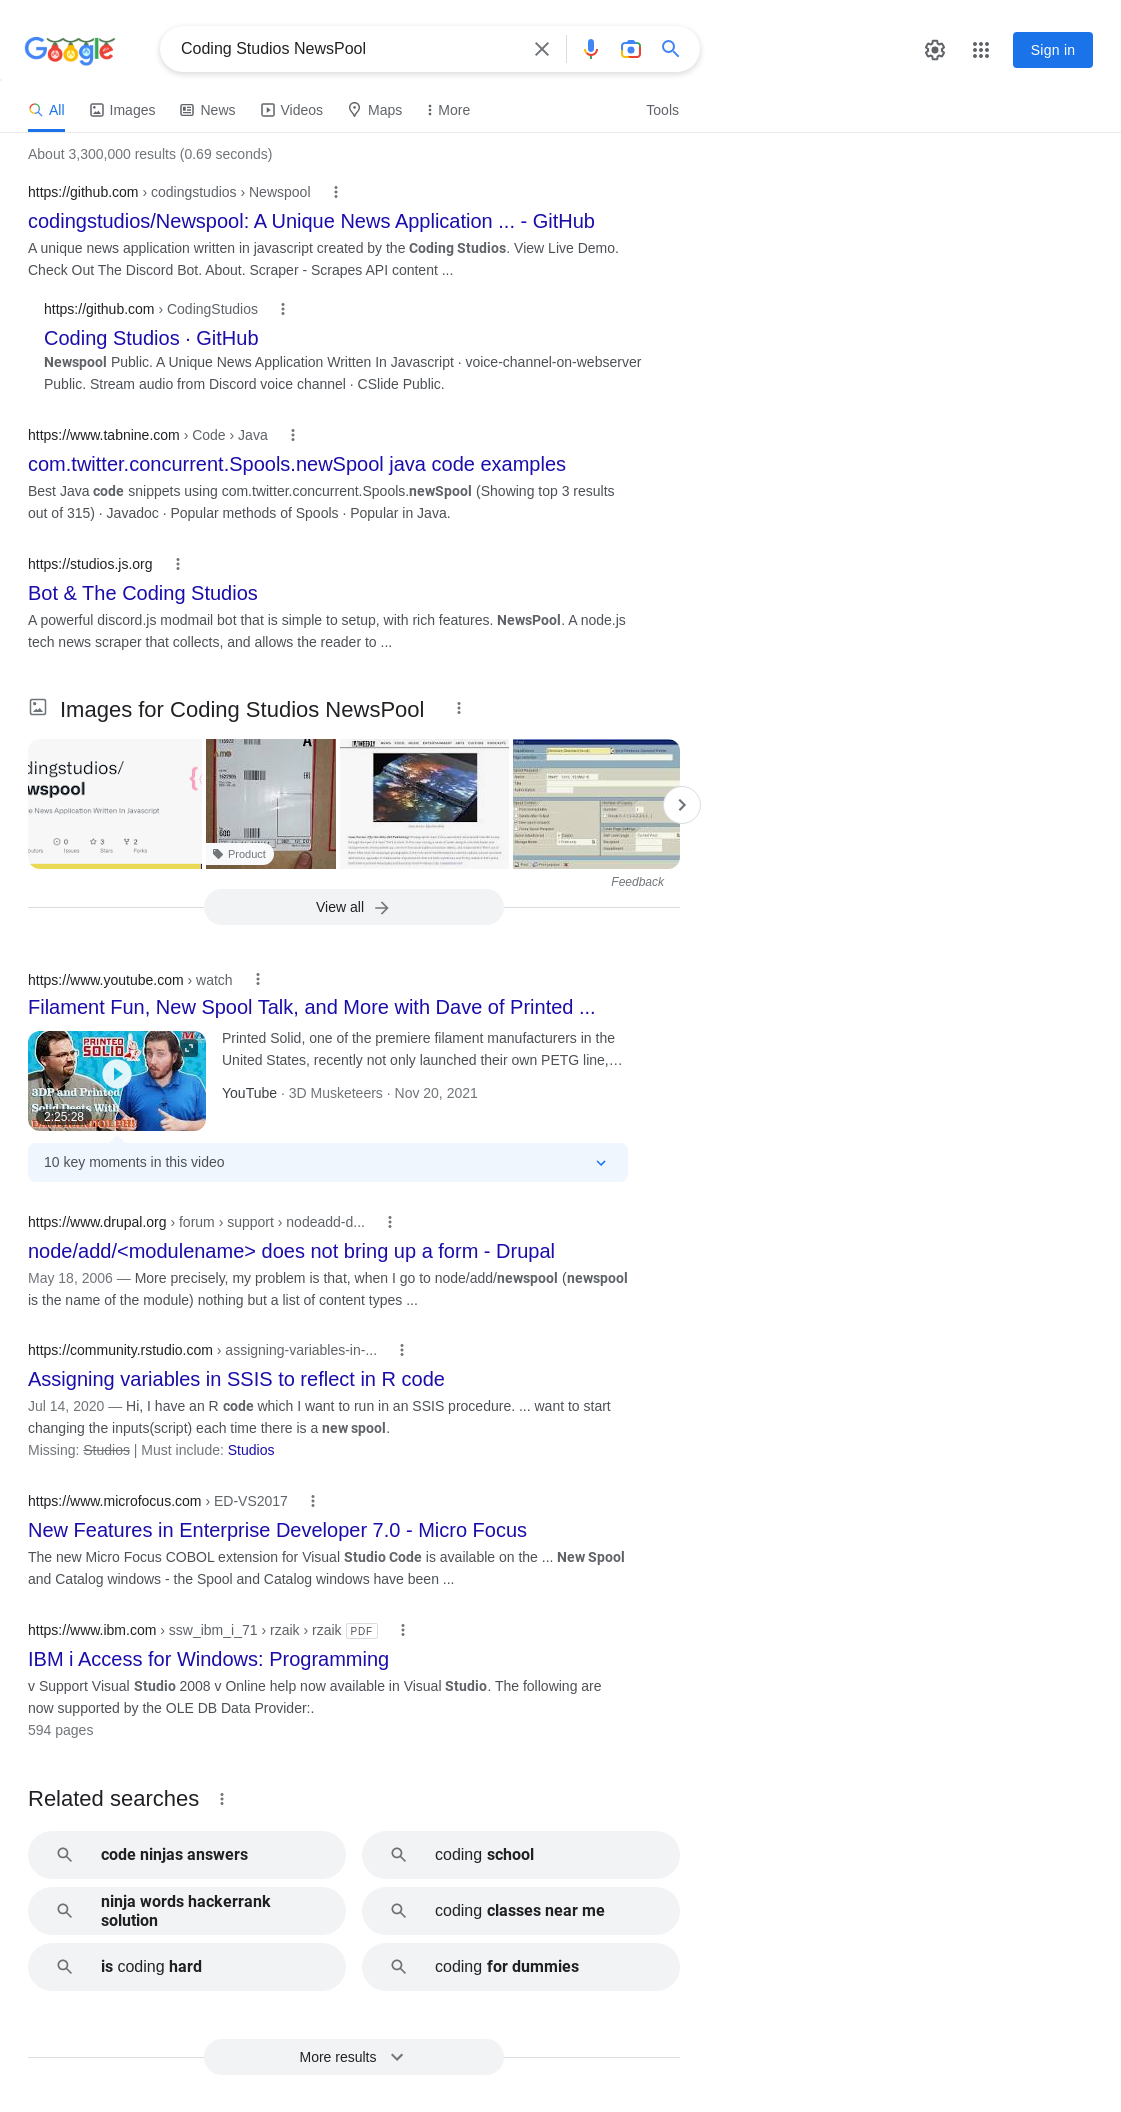 Google
Coding Studios NewsPool
Sign in
All
Images
News
Videos
Maps
More
Tools
About 3,300,000 results (0.69 seconds)
https://github.com › codingstudios › Newspool
codingstudios/Newspool: A Unique News Application ... - GitHub
A unique news application written in javascript created by the Coding Studios. View Live Demo.
Check Out The Discord Bot. About. Scraper - Scrapes API content ...
https://github.com › CodingStudios
Coding Studios · GitHub
Newspool Public. A Unique News Application Written In Javascript · voice-channel-on-webserver
Public. Stream audio from Discord voice channel · CSlide Public.
https://www.tabnine.com › Code › Java
com.twitter.concurrent.Spools.newSpool java code examples
Best Java code snippets using com.twitter.concurrent.Spools.newSpool (Showing top 3 results
out of 315) · Javadoc · Popular methods of Spools · Popular in Java.
https://studios.js.org
Bot & The Coding Studios
A powerful discord.js modmail bot that is simple to setup, with rich features. NewsPool. A node.js
tech news scraper that collects, and allows the reader to ...
Images for Coding Studios NewsPool
dingstudios/
wspool
e News Application Written In Javascript
0
3
2
utors Issues Stars Forks
Product
Feedback
View all
https://www.youtube.com › watch
Filament Fun, New Spool Talk, and More with Dave of Printed ...
PRINTED
SOLID
3DP and Printed
Solid Deets With
2:25:28
Printed Solid, one of the premiere filament manufacturers in the
United States, recently not only launched their own PETG line,...
YouTube · 3D Musketeers · Nov 20, 2021
10 key moments in this video
https://www.drupal.org › forum › support › nodeadd-d...
node/add/<modulename> does not bring up a form - Drupal
May 18, 2006 — More precisely, my problem is that, when I go to node/add/newspool (newspool
is the name of the module) nothing but a list of content types ...
https://community.rstudio.com › assigning-variables-in-...
Assigning variables in SSIS to reflect in R code
Jul 14, 2020 — Hi, I have an R code which I want to run in an SSIS procedure. ... want to start
changing the inputs(script) each time there is a new spool.
Missing: Studios | Must include: Studios
https://www.microfocus.com › ED-VS2017
New Features in Enterprise Developer 7.0 - Micro Focus
The new Micro Focus COBOL extension for Visual Studio Code is available on the ... New Spool
and Catalog windows - the Spool and Catalog windows have been ...
https://www.ibm.com › ssw_ibm_i_71 › rzaik › rzaik PDF
IBM i Access for Windows: Programming
v Support Visual Studio 2008 v Online help now available in Visual Studio. The following are
now supported by the OLE DB Data Provider:.
594 pages
Related searches
code ninjas answers
coding school
ninja words hackerrank
solution
coding classes near me
is coding hard
coding for dummies
More results